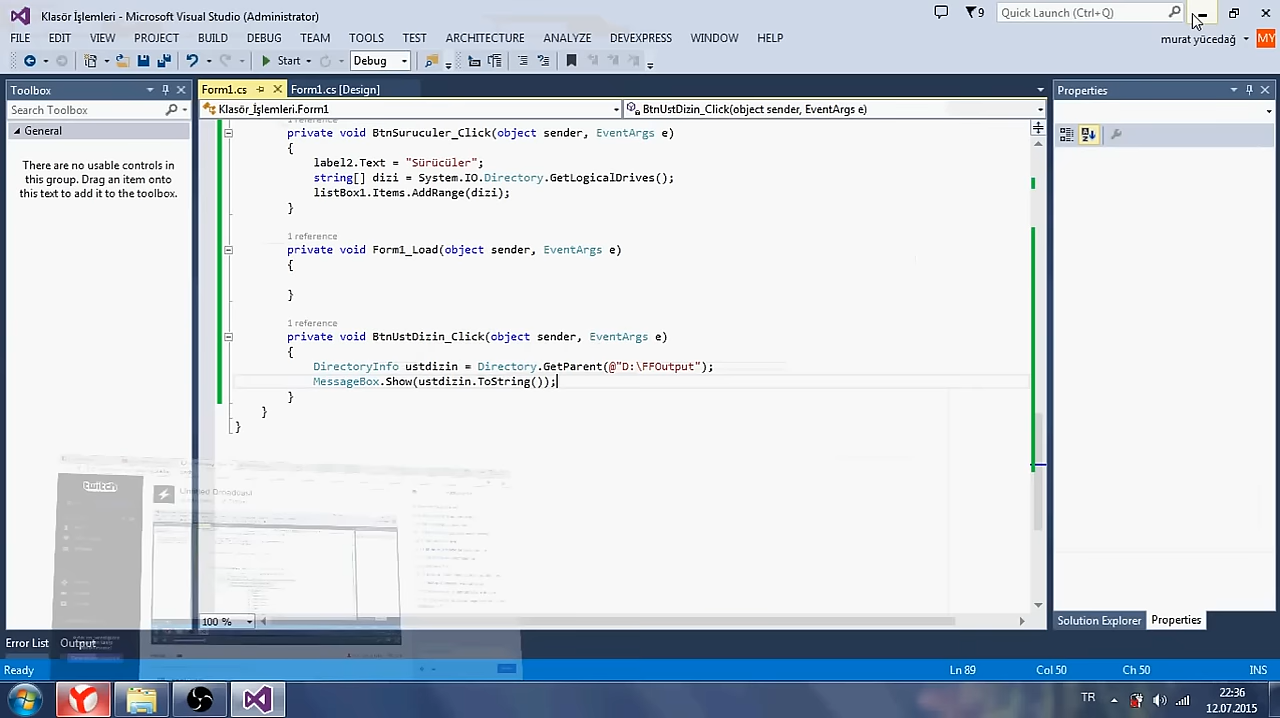 Klasör İşlemleri - Microsoft Visual Studio (Administrator)
9
Quick Launch (Ctrl+Q)
FILE EDIT VIEW PROJECT BUILD DEBUG TEAM TOOLS TEST ARCHITECTURE ANALYZE DEVEXPRESS WINDOW HELP
murat yücedağ MY
Start Debug
Toolbox
Form1.cs Form1.cs [Design]
Properties
Search Toolbox
Klasör_İşlemleri.Form1
BtnUstDizin_Click(object sender, EventArgs e)
General
There are no usable controls in
this group. Drag an item onto
this text to add it to the toolbox.
1 reference
private void BtnSuruculer_Click(object sender, EventArgs e)
{
label2.Text = "Sürücüler";
string[] dizi = System.IO.Directory.GetLogicalDrives();
listBox1.Items.AddRange(dizi);
}
1 reference
private void Form1_Load(object sender, EventArgs e)
{
}
1 reference
private void BtnUstDizin_Click(object sender, EventArgs e)
{
DirectoryInfo ustdizin = Directory.GetParent(@"D:\FFOutput");
MessageBox.Show(ustdizin.ToString());
}
}
}
twitch
Untitled Broadcast
100 %
Solution Explorer Properties
Error List Output
Ready
Ln 89 Col 50 Ch 50 INS
TR
22:36
12.07.2015